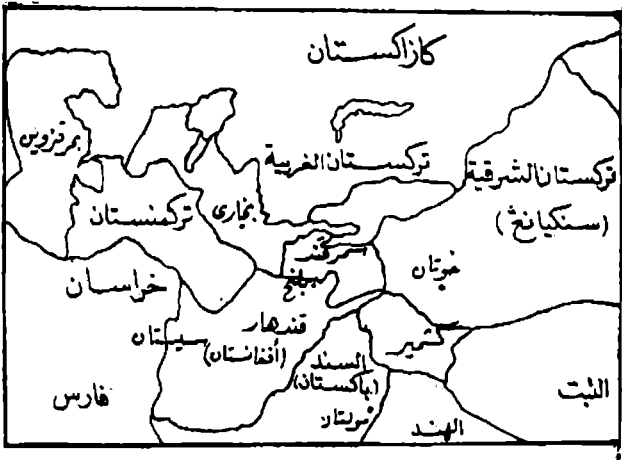 كازاكستان
بحر قزوين
تركستان الغربية
تركستان الشرقية
(سنكيانغ)
تركمنستان
بخارى
سمرقند
خوتان
بلخ
خراسان
قندهار
(أفغانستان)
سيستان
كشمير
السند
(باكستان)
مولتان
فارس
التبت
الهند